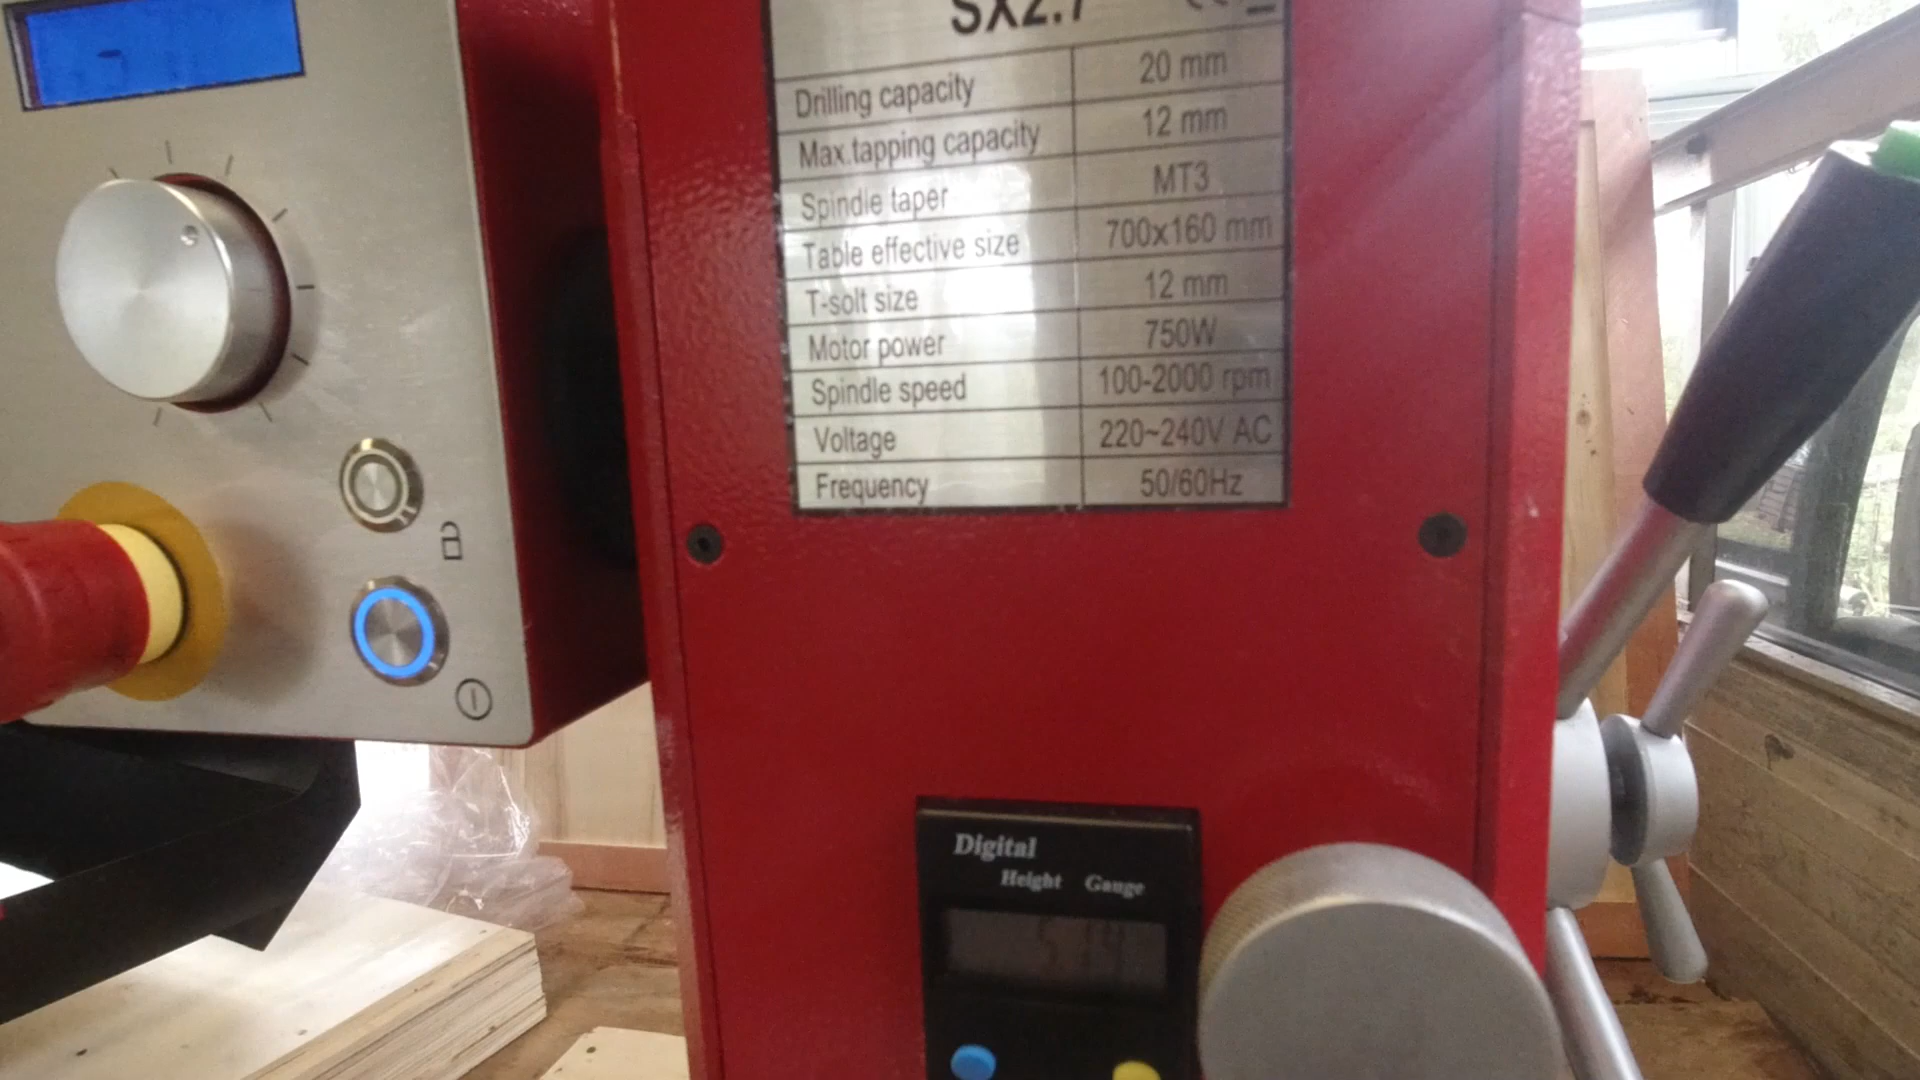 SX2.7
Drilling capacity 20 mm
Max.tapping capacity 12 mm
Spindle taper MT3
Table effective size 700x160 mm
T-solt size 12 mm
Motor power 750W
Spindle speed 100-2000 rpm
Voltage 220~240V AC
Frequency 50/60Hz
Digital
Height Gauge